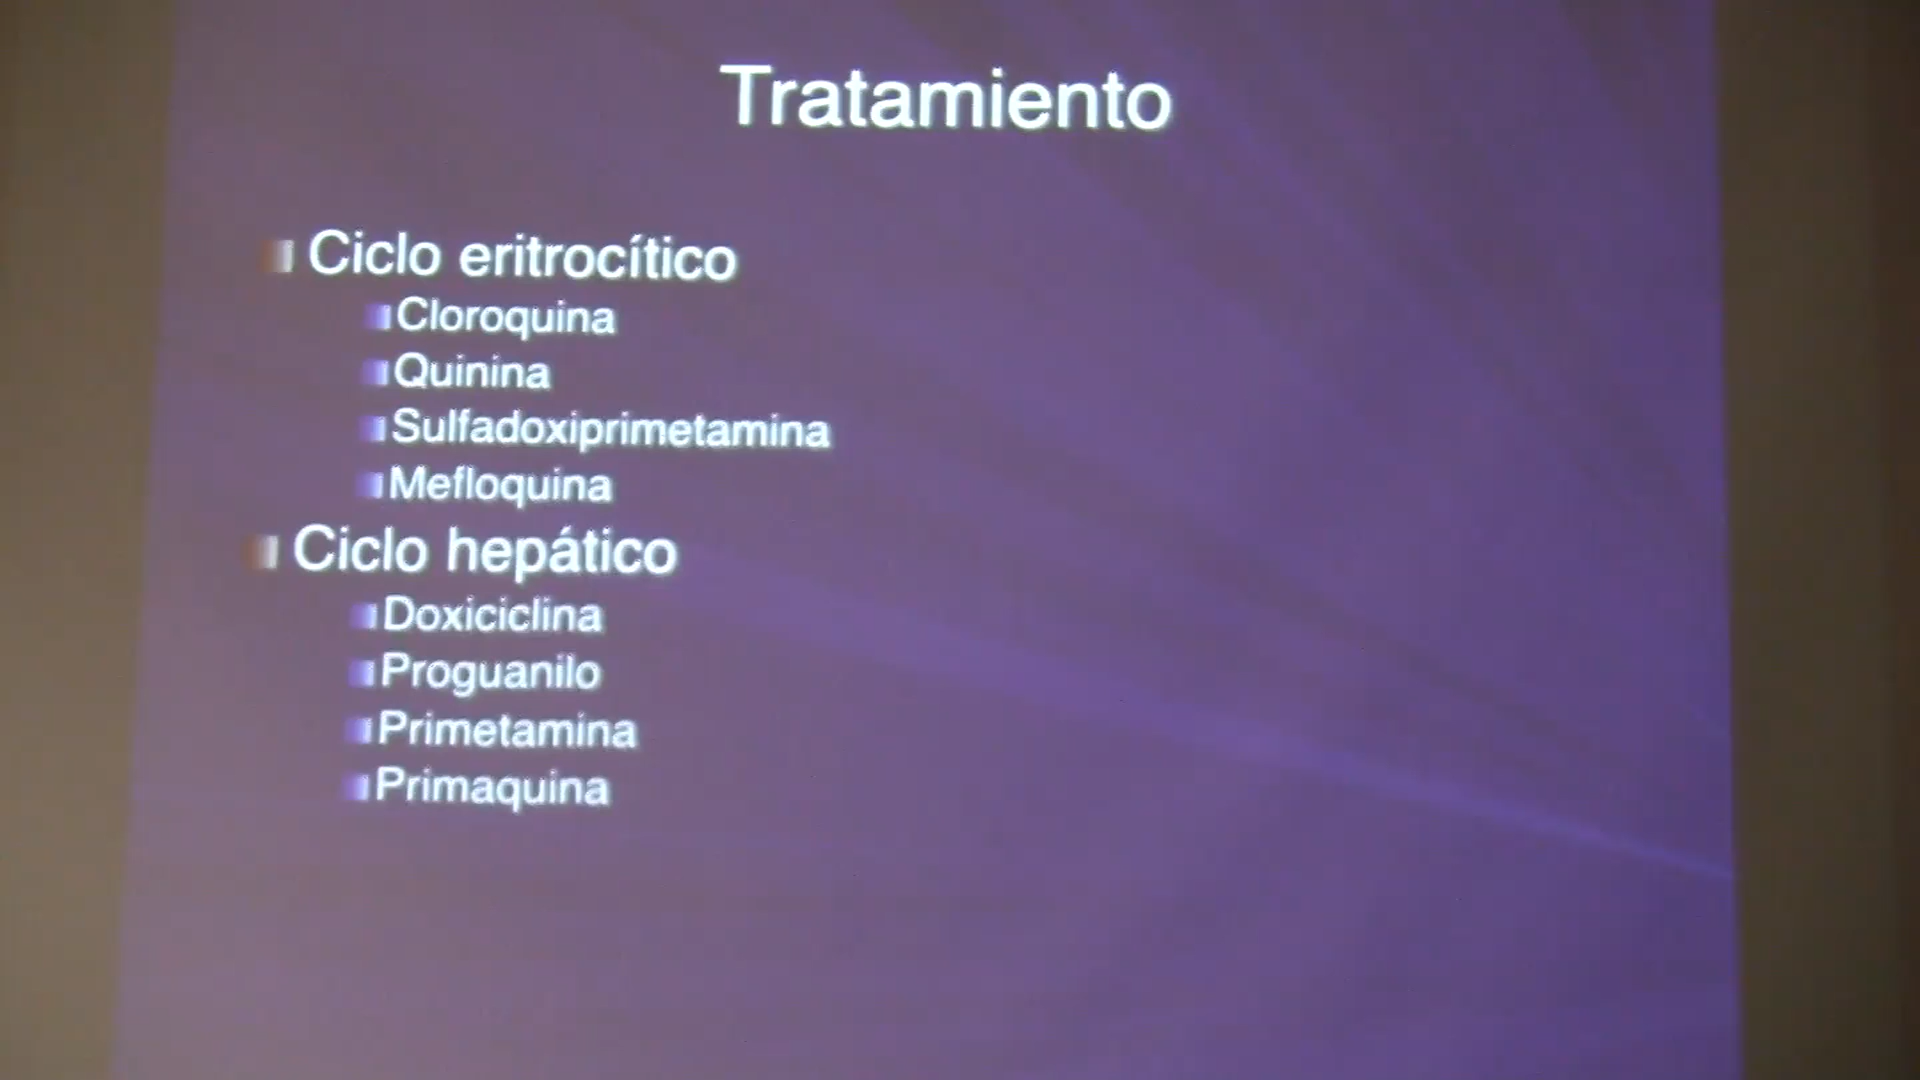 Tratamiento
Ciclo eritrocítico
Cloroquina
Quinina
Sulfadoxiprimetamina
Mefloquina
Ciclo hepático
Doxiciclina
Proguanilo
Primetamina
Primaquina